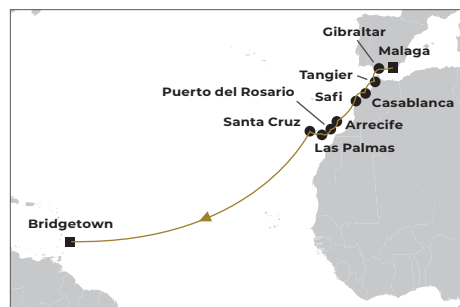 Gibraltar
Malaga
Tangier
Puerto del Rosario
Safi
Casablanca
Santa Cruz
Arrecife
Las Palmas
Bridgetown